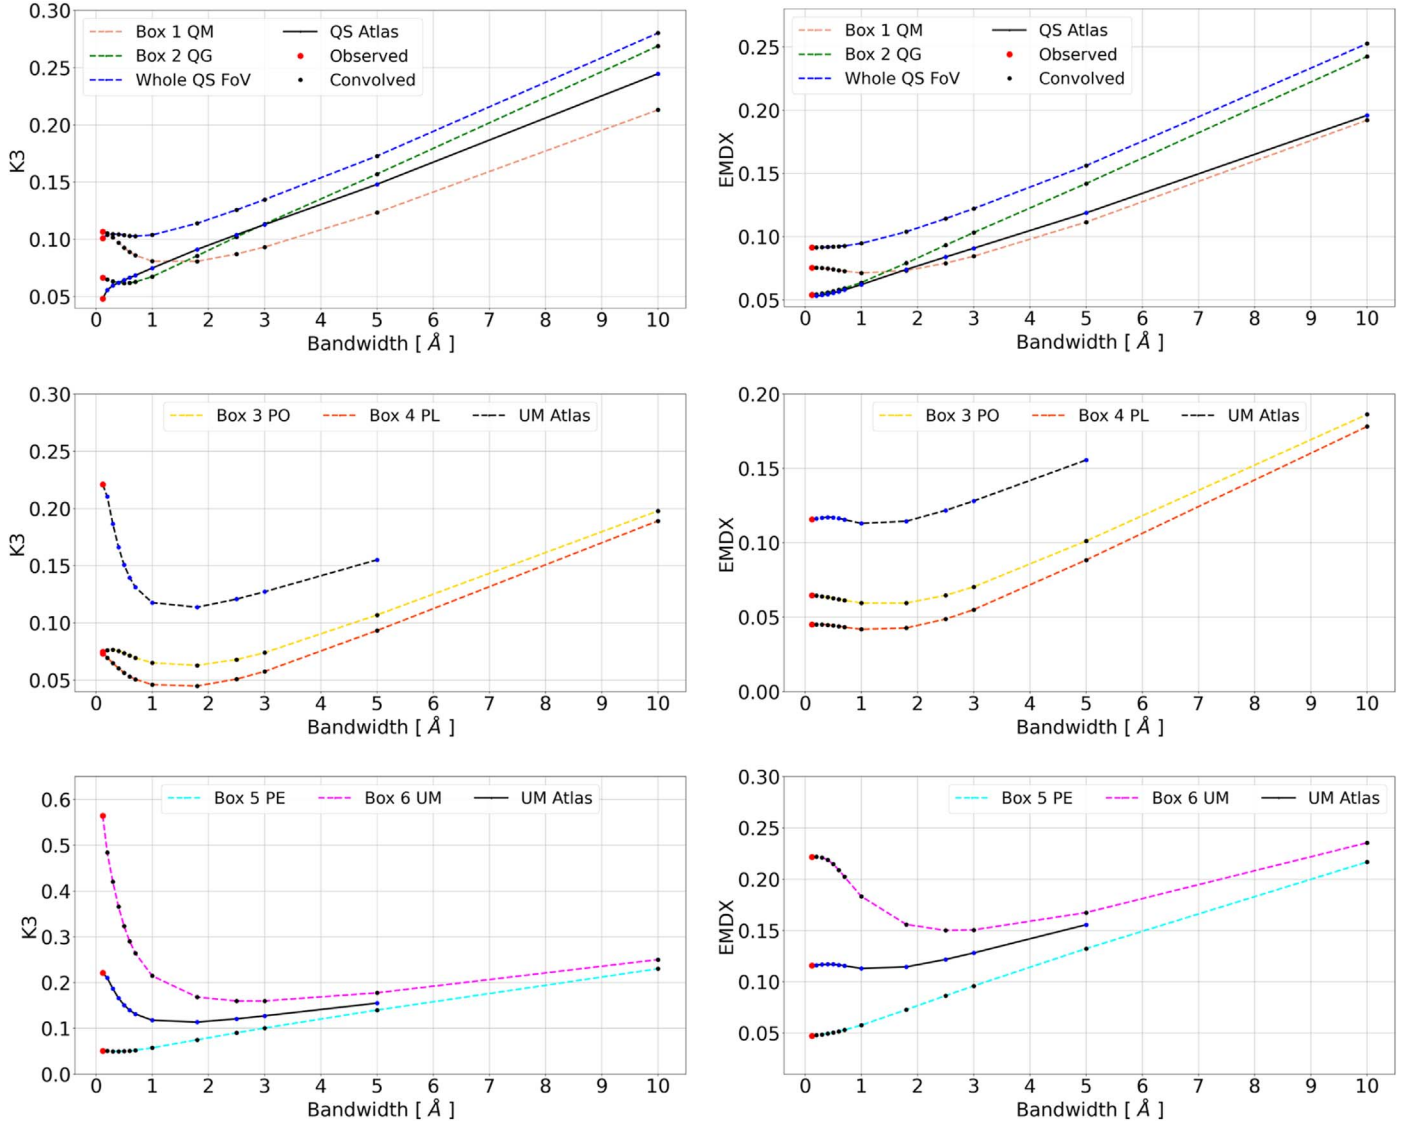 0.30
0.25
0.20
0.15
0.10
0.05
K3
Box 1 QM
Box 2 QG
Whole QS FoV
QS Atlas
Observed
Convolved
0 1 2 3 4 5 6 7 8 9 10
Bandwidth [ Å ]
0.25
0.20
0.15
0.10
0.05
EMDX
Box 1 QM
Box 2 QG
Whole QS FoV
QS Atlas
Observed
Convolved
0 1 2 3 4 5 6 7 8 9 10
Bandwidth [ Å ]
0.30
0.25
0.20
0.15
0.10
0.05
K3
Box 3 PO
Box 4 PL
UM Atlas
0 1 2 3 4 5 6 7 8 9 10
Bandwidth [ Å ]
0.20
0.15
0.10
0.05
0.00
EMDX
Box 3 PO
Box 4 PL
UM Atlas
0 1 2 3 4 5 6 7 8 9 10
Bandwidth [ Å ]
0.6
0.5
0.4
0.3
0.2
0.1
0.0
K3
Box 5 PE
Box 6 UM
UM Atlas
0 1 2 3 4 5 6 7 8 9 10
Bandwidth [ Å ]
0.30
0.25
0.20
0.15
0.10
0.05
EMDX
Box 5 PE
Box 6 UM
UM Atlas
0 1 2 3 4 5 6 7 8 9 10
Bandwidth [ Å ]